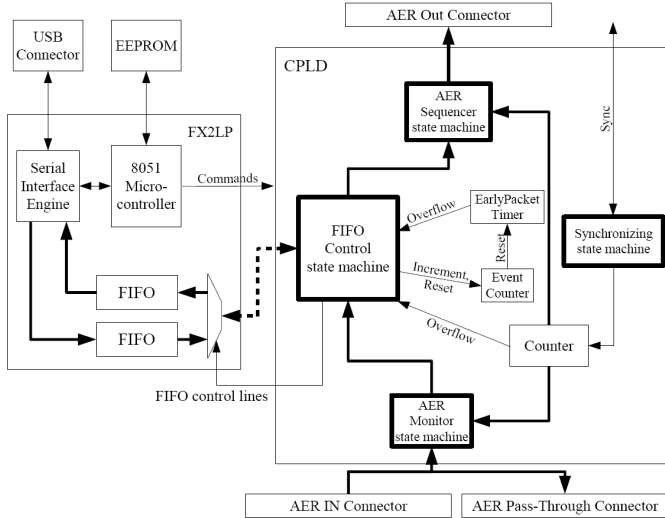 AER Out Connector
USB
Connector
EEPROM
CPLD
AER
Sequencer
state machine
Sync
FX2LP
Serial
Interface
Engine
8051
Micro-
controller
Commands
FIFO
Control
state machine
Overflow
EarlyPacket
Timer
Synchronizing
state machine
Reset
Increment,
Reset
Event
Counter
FIFO
FIFO
Overflow
Counter
FIFO control lines
AER
Monitor
state machine
AER IN Connector
AER Pass-Through Connector